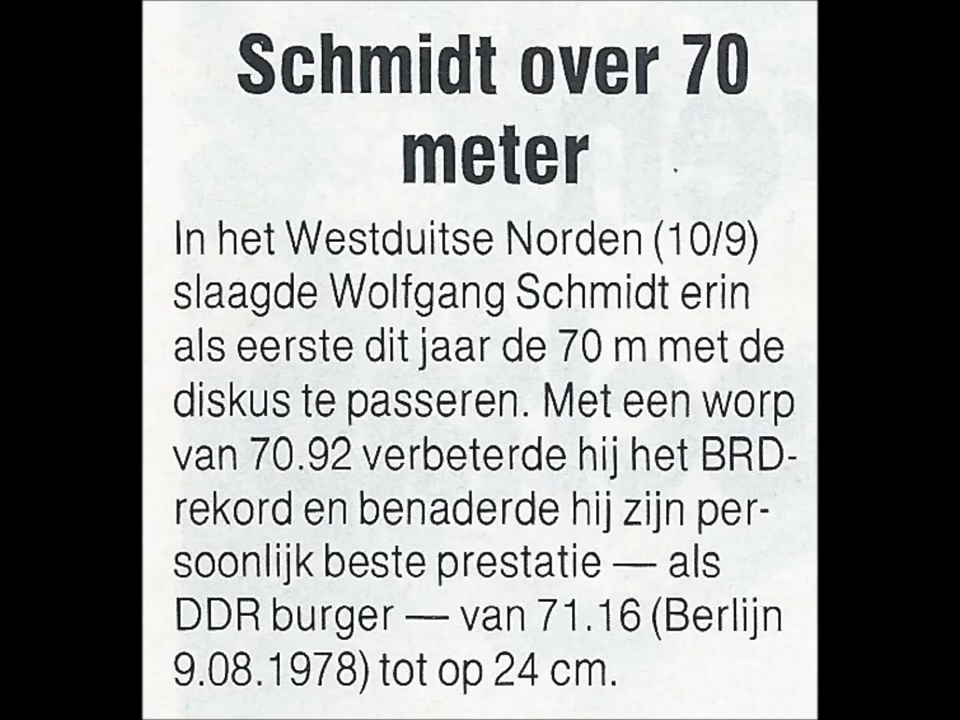 Schmidt over 70
meter
In het Westduitse Norden (10/9)
slaagde Wolfgang Schmidt erin
als eerste dit jaar de 70 m met de
diskus te passeren. Met een worp
van 70.92 verbeterde hij het BRD-
rekord en benaderde hij zijn per-
soonlijk beste prestatie — als
DDR burger — van 71.16 (Berlijn
9.08.1978) tot op 24 cm.